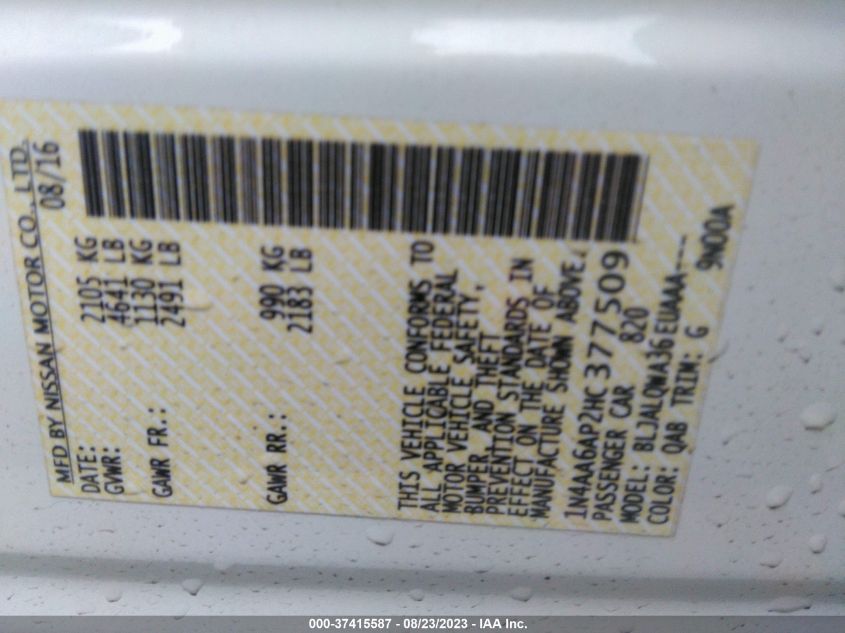 MFD BY NISSAN MOTOR CO., LTD.
DATE: 08/16
GVWR: 2105 KG
4641 LB
GAWR FR.: 1130 KG
2491 LB
GAWR RR.: 990 KG
2183 LB
THIS VEHICLE CONFORMS TO
ALL APPLICABLE FEDERAL
MOTOR VEHICLE SAFETY,
BUMPER, AND THEFT
PREVENTION STANDARDS IN
EFFECT ON THE DATE OF
MANUFACTURE SHOWN ABOVE.
1N4AA6AP2HC377509
PASSENGER CAR 820
MODEL: BLJALQWA36EUAAA----
COLOR: QAB TRIM: G 9N00A
000-37415587 - 08/23/2023 - IAA Inc.